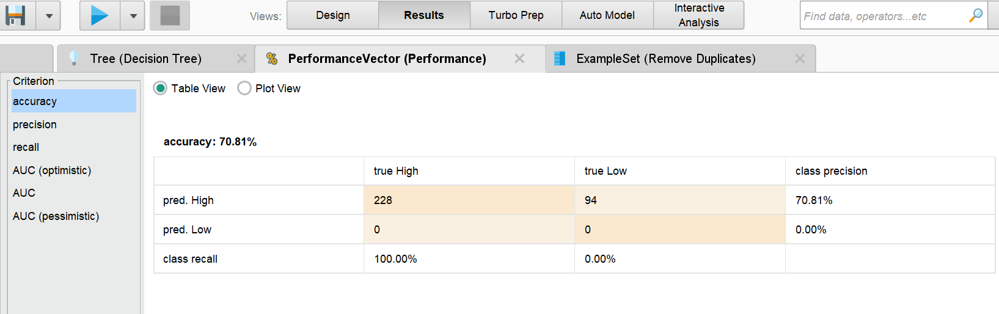 Views:
Design
Results
Turbo Prep
Auto Model
Interactive
Analysis
Find data, operators...etc
Tree (Decision Tree)
% PerformanceVector (Performance)
ExampleSet (Remove Duplicates)
Criterion
accuracy
precision
recall
AUC (optimistic)
AUC
AUC (pessimistic)
Table View Plot View
accuracy: 70.81%
true High true Low class precision
pred. High 228 94 70.81%
pred. Low 0 0 0.00%
class recall 100.00% 0.00%